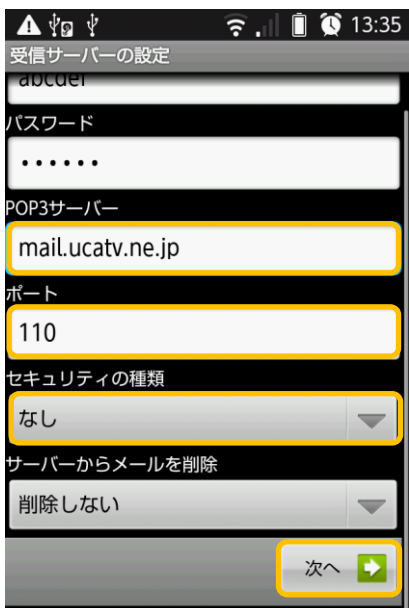 13:35
受信サーバーの設定
abcdef
パスワード
••••••
POP3サーバー
mail.ucatv.ne.jp
ポート
110
セキュリティの種類
なし
サーバーからメールを削除
削除しない
次へ